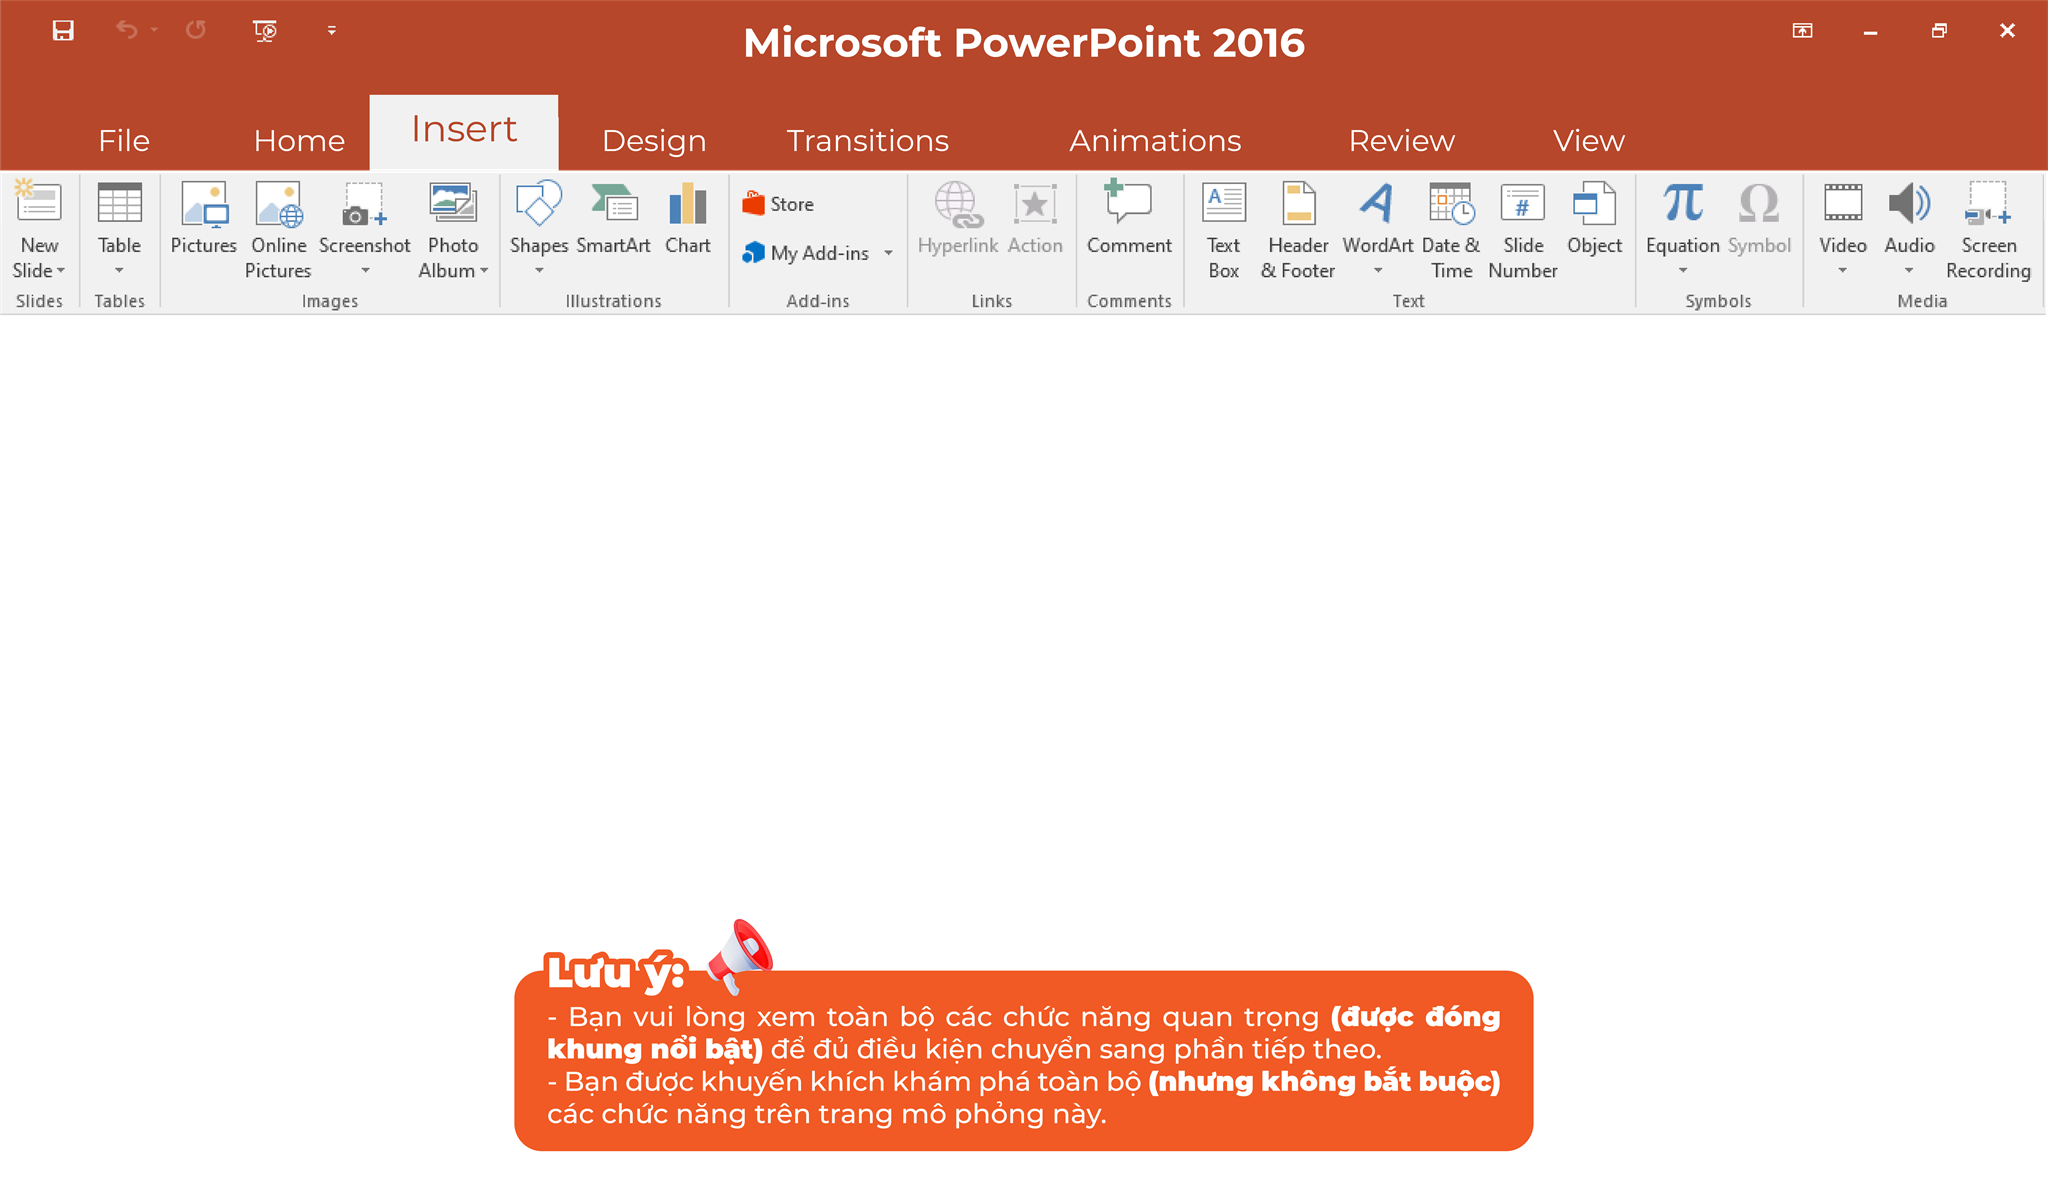 Microsoft PowerPoint 2016
File Home Insert Design Transitions Animations Review View
New Slide
Table
Pictures
Online Pictures
Screenshot
Photo Album
Shapes
SmartArt
Chart
Store
My Add-ins
Hyperlink
Action
Comment
Text Box
Header & Footer
WordArt
Date & Time
Slide Number
#
Object
Equation
Symbol
Video
Audio
Screen Recording
Slides Tables Images Illustrations Add-ins Links Comments Text Symbols Media
Lưu ý:
- Bạn vui lòng xem toàn bộ các chức năng quan trọng (được đóng
khung nổi bật) để đủ điều kiện chuyển sang phần tiếp theo.
- Bạn được khuyến khích khám phá toàn bộ (nhưng không bắt buộc)
các chức năng trên trang mô phỏng này.